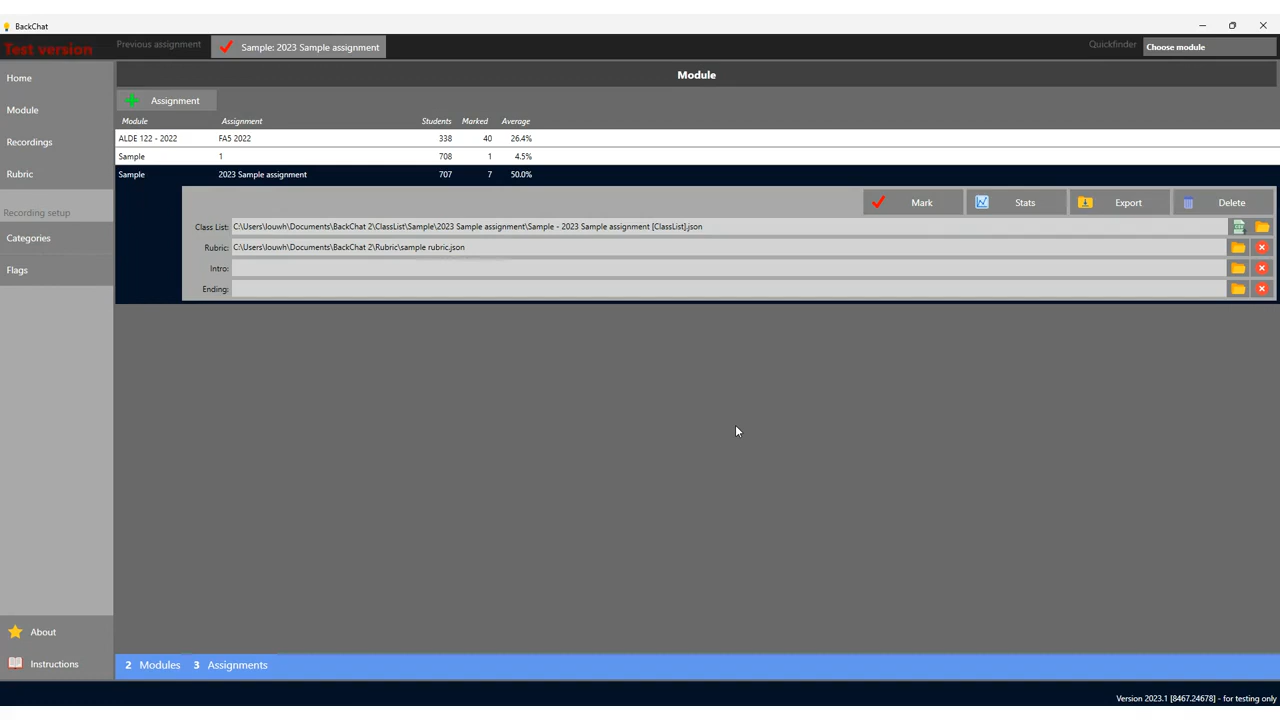 BackChat
Test version
Previous assignment
Sample: 2023 Sample assignment
Quickfinder
Choose module
Home
Module
Recordings
Rubric
Recording setup
Categories
Flags
About
Instructions
Module
Assignment
Module Assignment Students Marked Average
ALDE 122 - 2022 FA5 2022 338 40 26.4%
Sample 1 708 1 4.5%
Sample 2023 Sample assignment 707 7 50.0%
Mark Stats Export Delete
Class List: C:\Users\louwh\Documents\BackChat 2\ClassList\Sample\2023 Sample assignment\Sample - 2023 Sample assignment [ClassList].json
Rubric: C:\Users\louwh\Documents\BackChat 2\Rubric\sample rubric.json
Intro:
Ending:
2 Modules 3 Assignments
Version 2023.1 [8467.24678] - for testing only